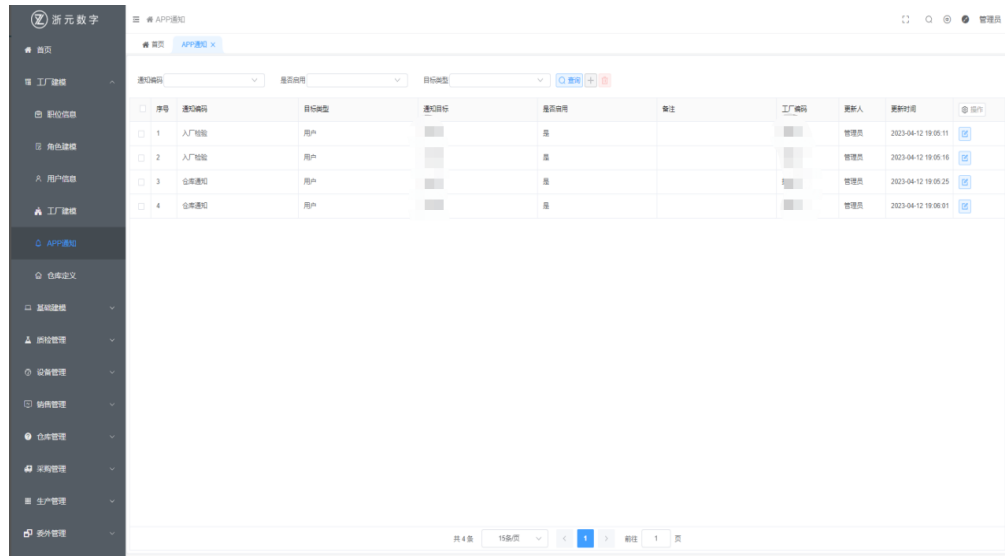 浙元数字
APP通知
管理员
首页
APP通知 ×
首页
工厂建模
职位信息
角色建模
用户信息
工厂建模
APP通知
仓库定义
基础建模
质检管理
设备管理
销售管理
仓库管理
采购管理
生产管理
委外管理
通知编码 是否启用 目标类型 查询
序号 通知编码 目标类型 通知目标 是否启用 备注 工厂编码 更新人 更新时间 操作
1 入厂检验 用户 是 管理员 2023-04-12 19:05:11
2 入厂检验 用户 是 管理员 2023-04-12 19:05:16
3 仓库通知 用户 是 管理员 2023-04-12 19:05:25
4 仓库通知 用户 是 管理员 2023-04-12 19:06:01
共 4 条 15条/页 < 1 > 前往 1 页